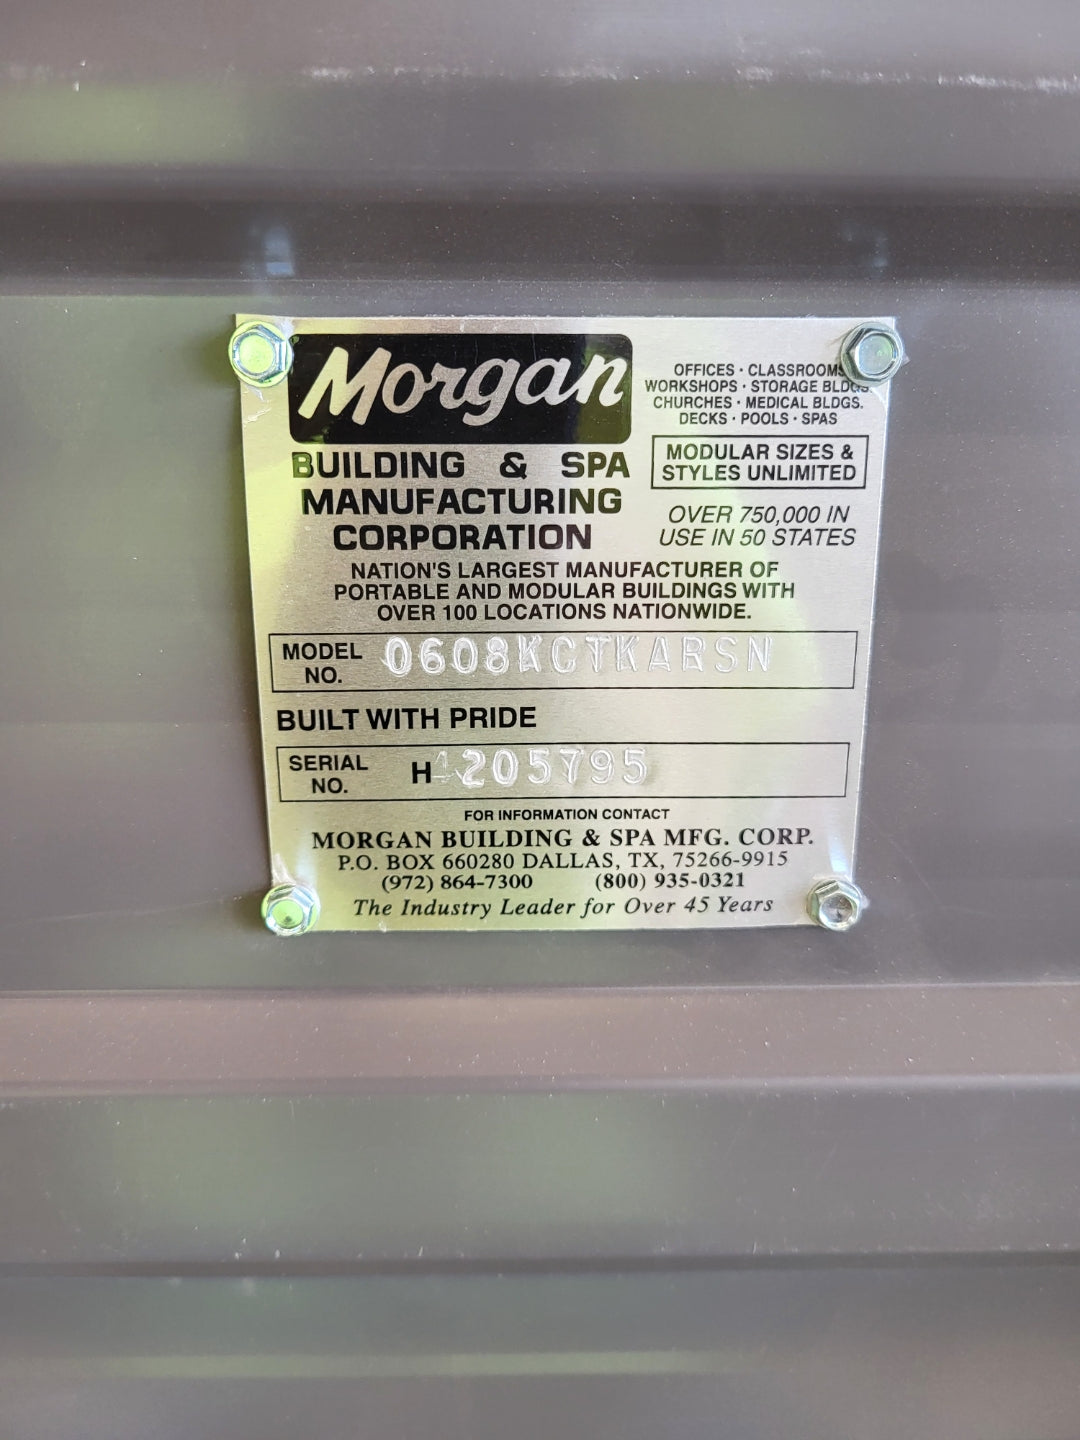 Morgan
BUILDING & SPA
MANUFACTURING
CORPORATION
OFFICES · CLASSROOMS
WORKSHOPS · STORAGE BLDGS.
CHURCHES · MEDICAL BLDGS.
DECKS · POOLS · SPAS
MODULAR SIZES &
STYLES UNLIMITED
OVER 750,000 IN
USE IN 50 STATES
NATION'S LARGEST MANUFACTURER OF
PORTABLE AND MODULAR BUILDINGS WITH
OVER 100 LOCATIONS NATIONWIDE.
MODEL NO. 0608KCTKARSN
BUILT WITH PRIDE
SERIAL NO. H1205795
FOR INFORMATION CONTACT
MORGAN BUILDING & SPA MFG. CORP.
P.O. BOX 660280 DALLAS, TX, 75266-9915
(972) 864-7300 (800) 935-0321
The Industry Leader for Over 45 Years